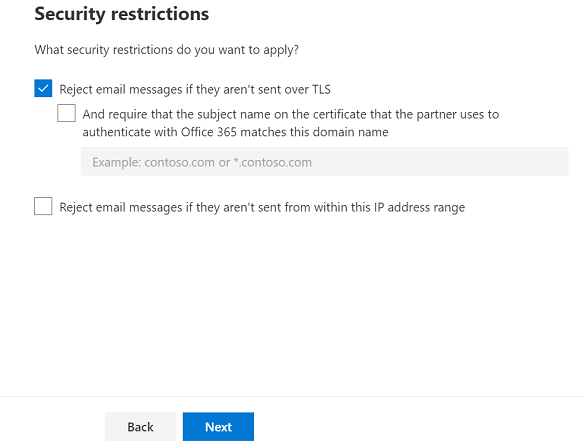 Security restrictions
What security restrictions do you want to apply?
Reject email messages if they aren't sent over TLS
And require that the subject name on the certificate that the partner uses to
authenticate with Office 365 matches this domain name
Example: contoso.com or *.contoso.com
Reject email messages if they aren't sent from within this IP address range
Back
Next